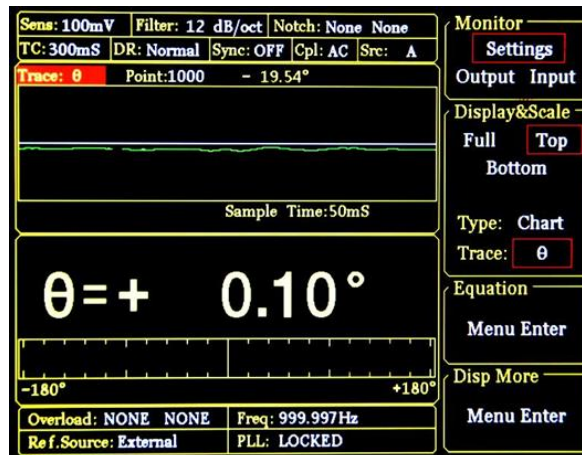 Sens: 100mV Filter: 12 dB/oct Notch: None None
TC: 300mS DR: Normal Sync: OFF Cpl: AC Src: A
Trace: θ Point:1000 - 19.54°
Sample Time:50mS
θ=+ 0.10°
-180° +180°
Overload: NONE NONE Freq: 999.997Hz
Ref.Source: External PLL: LOCKED
Monitor
Settings
Output Input
Display&Scale
Full Top
Bottom
Type: Chart
Trace: θ
Equation
Menu Enter
Disp More
Menu Enter